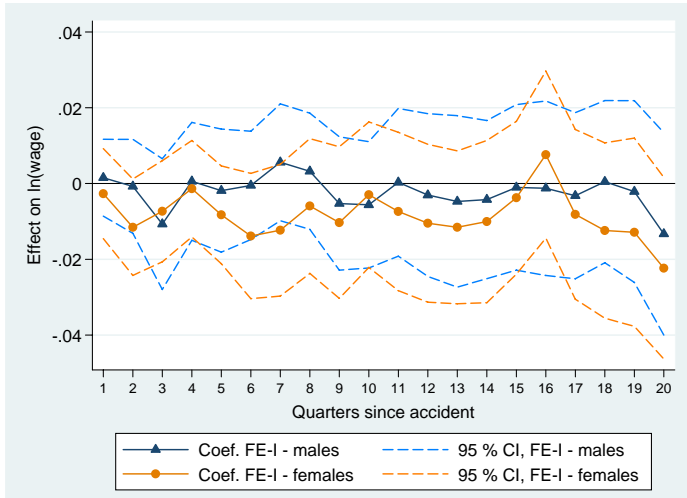 .04
.02
0
-.02
-.04
Effect on ln(wage)
1 2 3 4 5 6 7 8 9 10 11 12 13 14 15 16 17 18 19 20
Quarters since accident
Coef. FE-I - males 95 % CI, FE-I - males
Coef. FE-I - females 95 % CI, FE-I - females